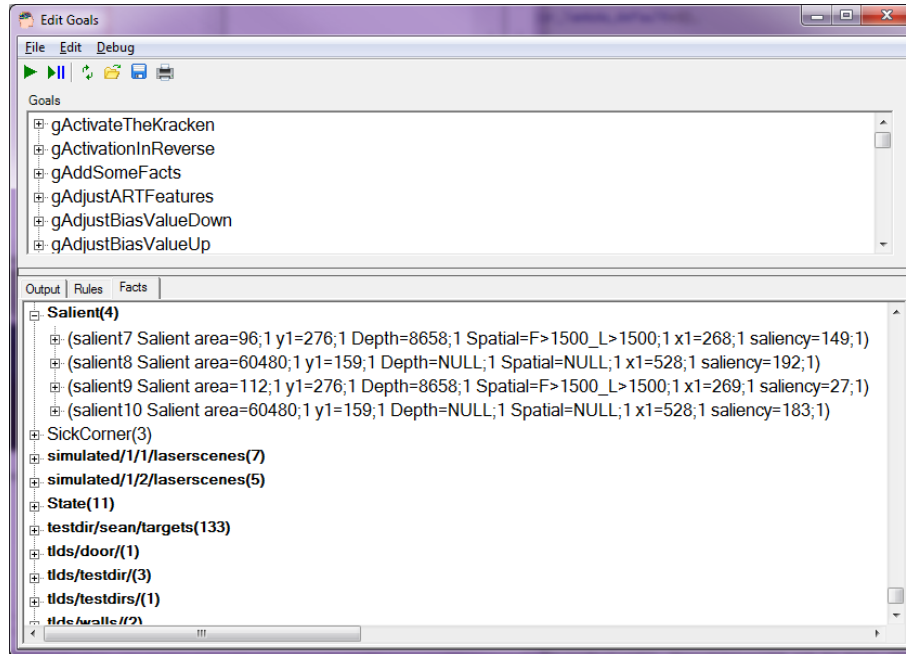 Edit Goals
File Edit Debug
Goals
gActivateTheKracken
gActivationInReverse
gAddSomeFacts
gAdjustARTFeatures
gAdjustBiasValueDown
gAdjustBiasValueUp
Output Rules Facts
Salient(4)
(salient7 Salient area=96;1 y1=276;1 Depth=8658;1 Spatial=F>1500_L>1500;1 x1=268;1 saliency=149;1)
(salient8 Salient area=60480;1 y1=159;1 Depth=NULL;1 Spatial=NULL;1 x1=528;1 saliency=192;1)
(salient9 Salient area=112;1 y1=276;1 Depth=8658;1 Spatial=F>1500_L>1500;1 x1=269;1 saliency=27;1)
(salient10 Salient area=60480;1 y1=159;1 Depth=NULL;1 Spatial=NULL;1 x1=528;1 saliency=183;1)
SickCorner(3)
simulated/1/1/laserscenes(7)
simulated/1/2/laserscenes(5)
State(11)
testdir/sean/targets(133)
tlds/door/(1)
tlds/testdir/(3)
tlds/testdirs/(1)
tlds/walls/(2)